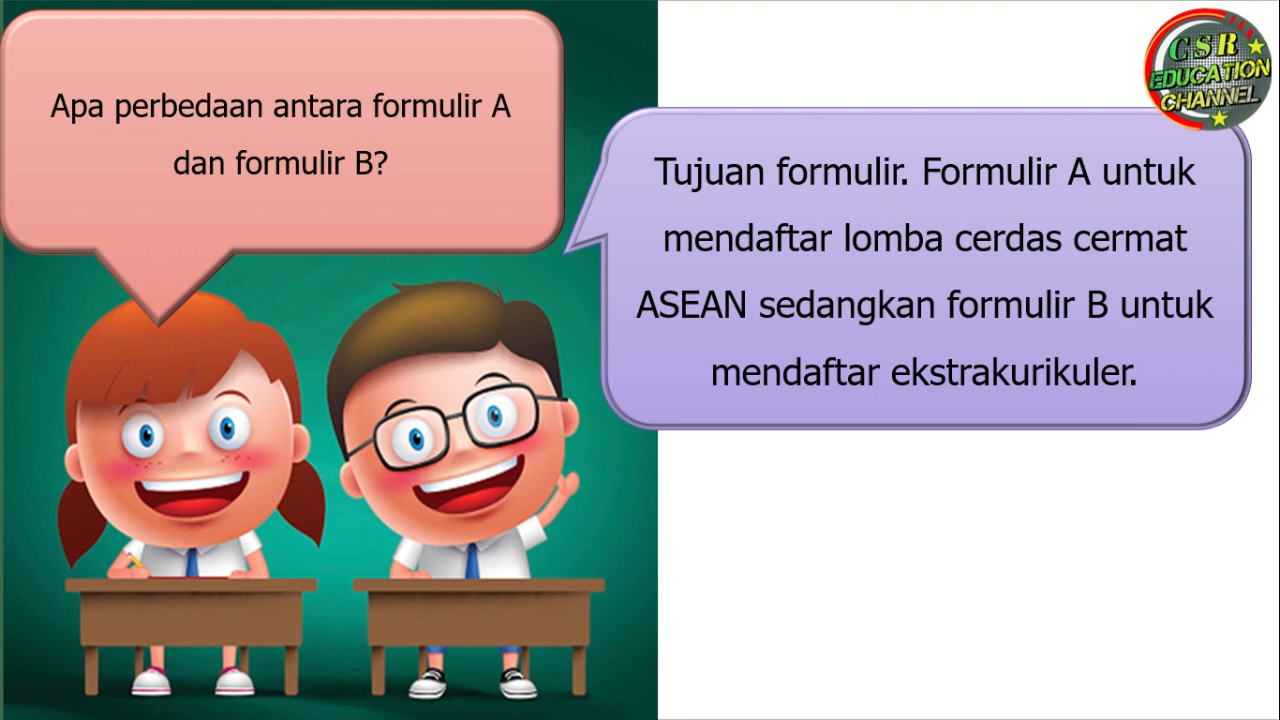 Apa perbedaan antara formulir A
dan formulir B?
CSR
EDUCATION
CHANNEL
Tujuan formulir. Formulir A untuk
mendaftar lomba cerdas cermat
ASEAN sedangkan formulir B untuk
mendaftar ekstrakurikuler.